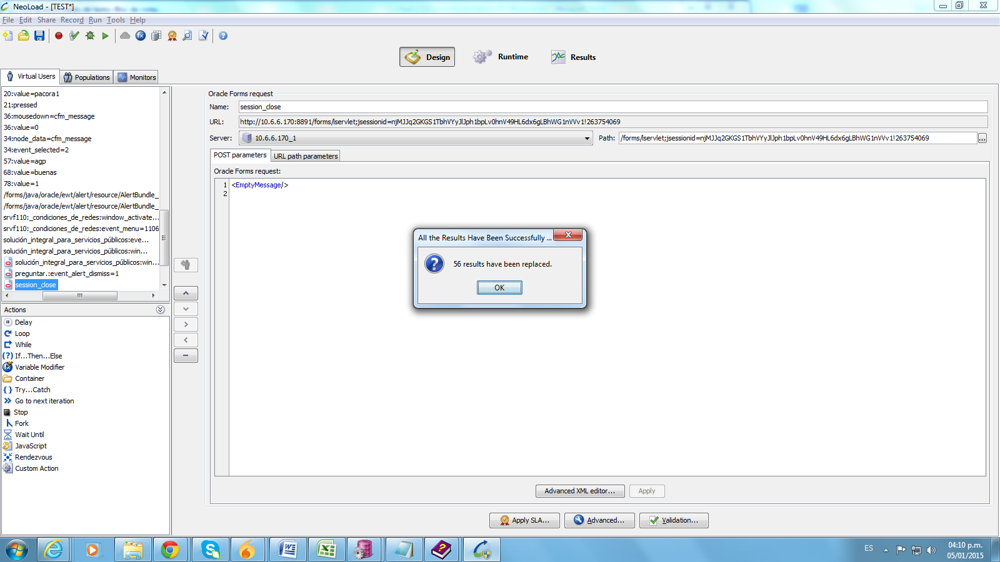 NeoLoad - [TEST*]
File Edit Share Record Run Tools Help
Design Runtime Results
Virtual Users Populations Monitors
20:value=pacora1
21:pressed
36:mousedown=cfm_message
36:value=0
34:node_data=cfm_message
34:event_selected=2
57:value=agp
68:value=buenas
78:value=1
/forms/java/oracle/ewt/alert/resource/AlertBundle_
/forms/java/oracle/ewt/alert/resource/AlertBundle_
srvf110:_condiciones_de_redes:window_activate...
srvf110:_condiciones_de_redes:event_menu=1106
solución_integral_para_servicios_públicos:eve...
solución_integral_para_servicios_públicos:win...
solución_integral_para_servicios_públicos:win...
preguntar.:event_alert_dismiss=1
session_close
Actions
Delay
Loop
While
If...Then...Else
Variable Modifier
Container
Try...Catch
Go to next iteration
Stop
Fork
Wait Until
JavaScript
Rendezvous
Custom Action
Oracle Forms request
Name: session_close
URL: http://10.6.6.170:8891/forms/lservlet;jsessionid=njMJJq2GKGS1TbhVYyJlJph1bpLv0hnV49HL6dx6gLBhWG1nVVv1!263754069
Server: 10.6.6.170_1 Path: /forms/lservlet;jsessionid=njMJJq2GKGS1TbhVYyJlJph1bpLv0hnV49HL6dx6gLBhWG1nVVv1!263754069 ...
POST parameters URL path parameters
Oracle Forms request:
1 <EmptyMessage/>
2
All the Results Have Been Successfully ...
56 results have been replaced.
OK
Advanced XML editor... Apply
Apply SLA... Advanced... Validation...
ES
04:10 p.m.
05/01/2015